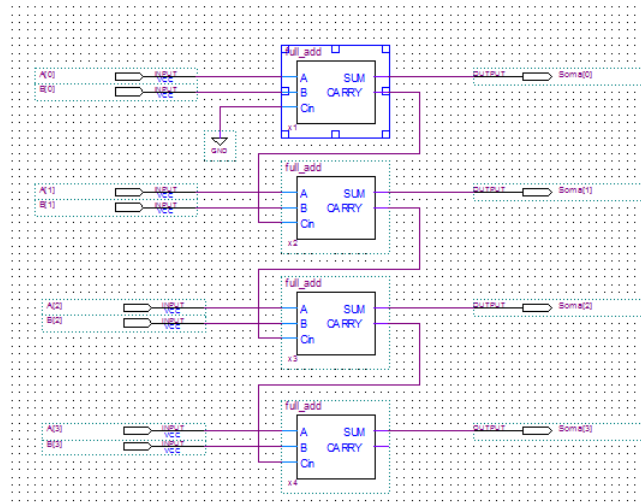 full_add
A[0] INPUT VCC A SUM OUTPUT Soma[0]
B[0] INPUT VCC B CARRY
Cin
x1
GND
full_add
A[1] INPUT VCC A SUM OUTPUT Soma[1]
B[1] INPUT VCC B CARRY
Cin
x2
full_add
A[2] INPUT VCC A SUM OUTPUT Soma[2]
B[2] INPUT VCC B CARRY
Cin
x3
full_add
A[3] INPUT VCC A SUM OUTPUT Soma[3]
B[3] INPUT VCC B CARRY
Cin
x4